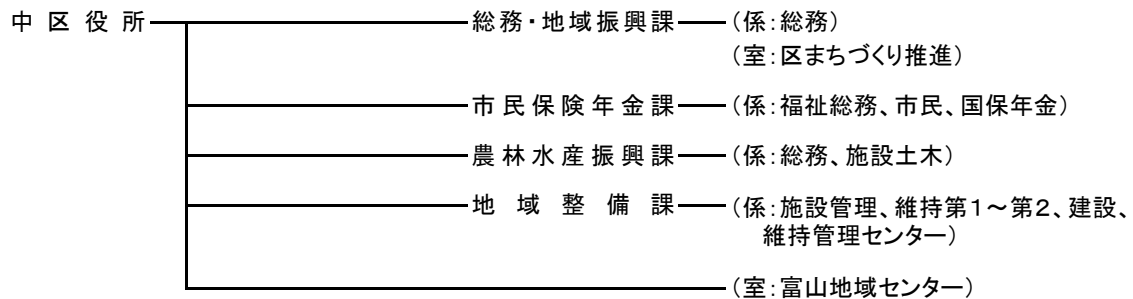 中区役所 総務・地域振興課 (係:総務)
(室:区まちづくり推進)
市民保険年金課 (係:福祉総務、市民、国保年金)
農林水産振興課 (係:総務、施設土木)
地域整備課 (係:施設管理、維持第1~第2、建設、
維持管理センター)
(室:富山地域センター)